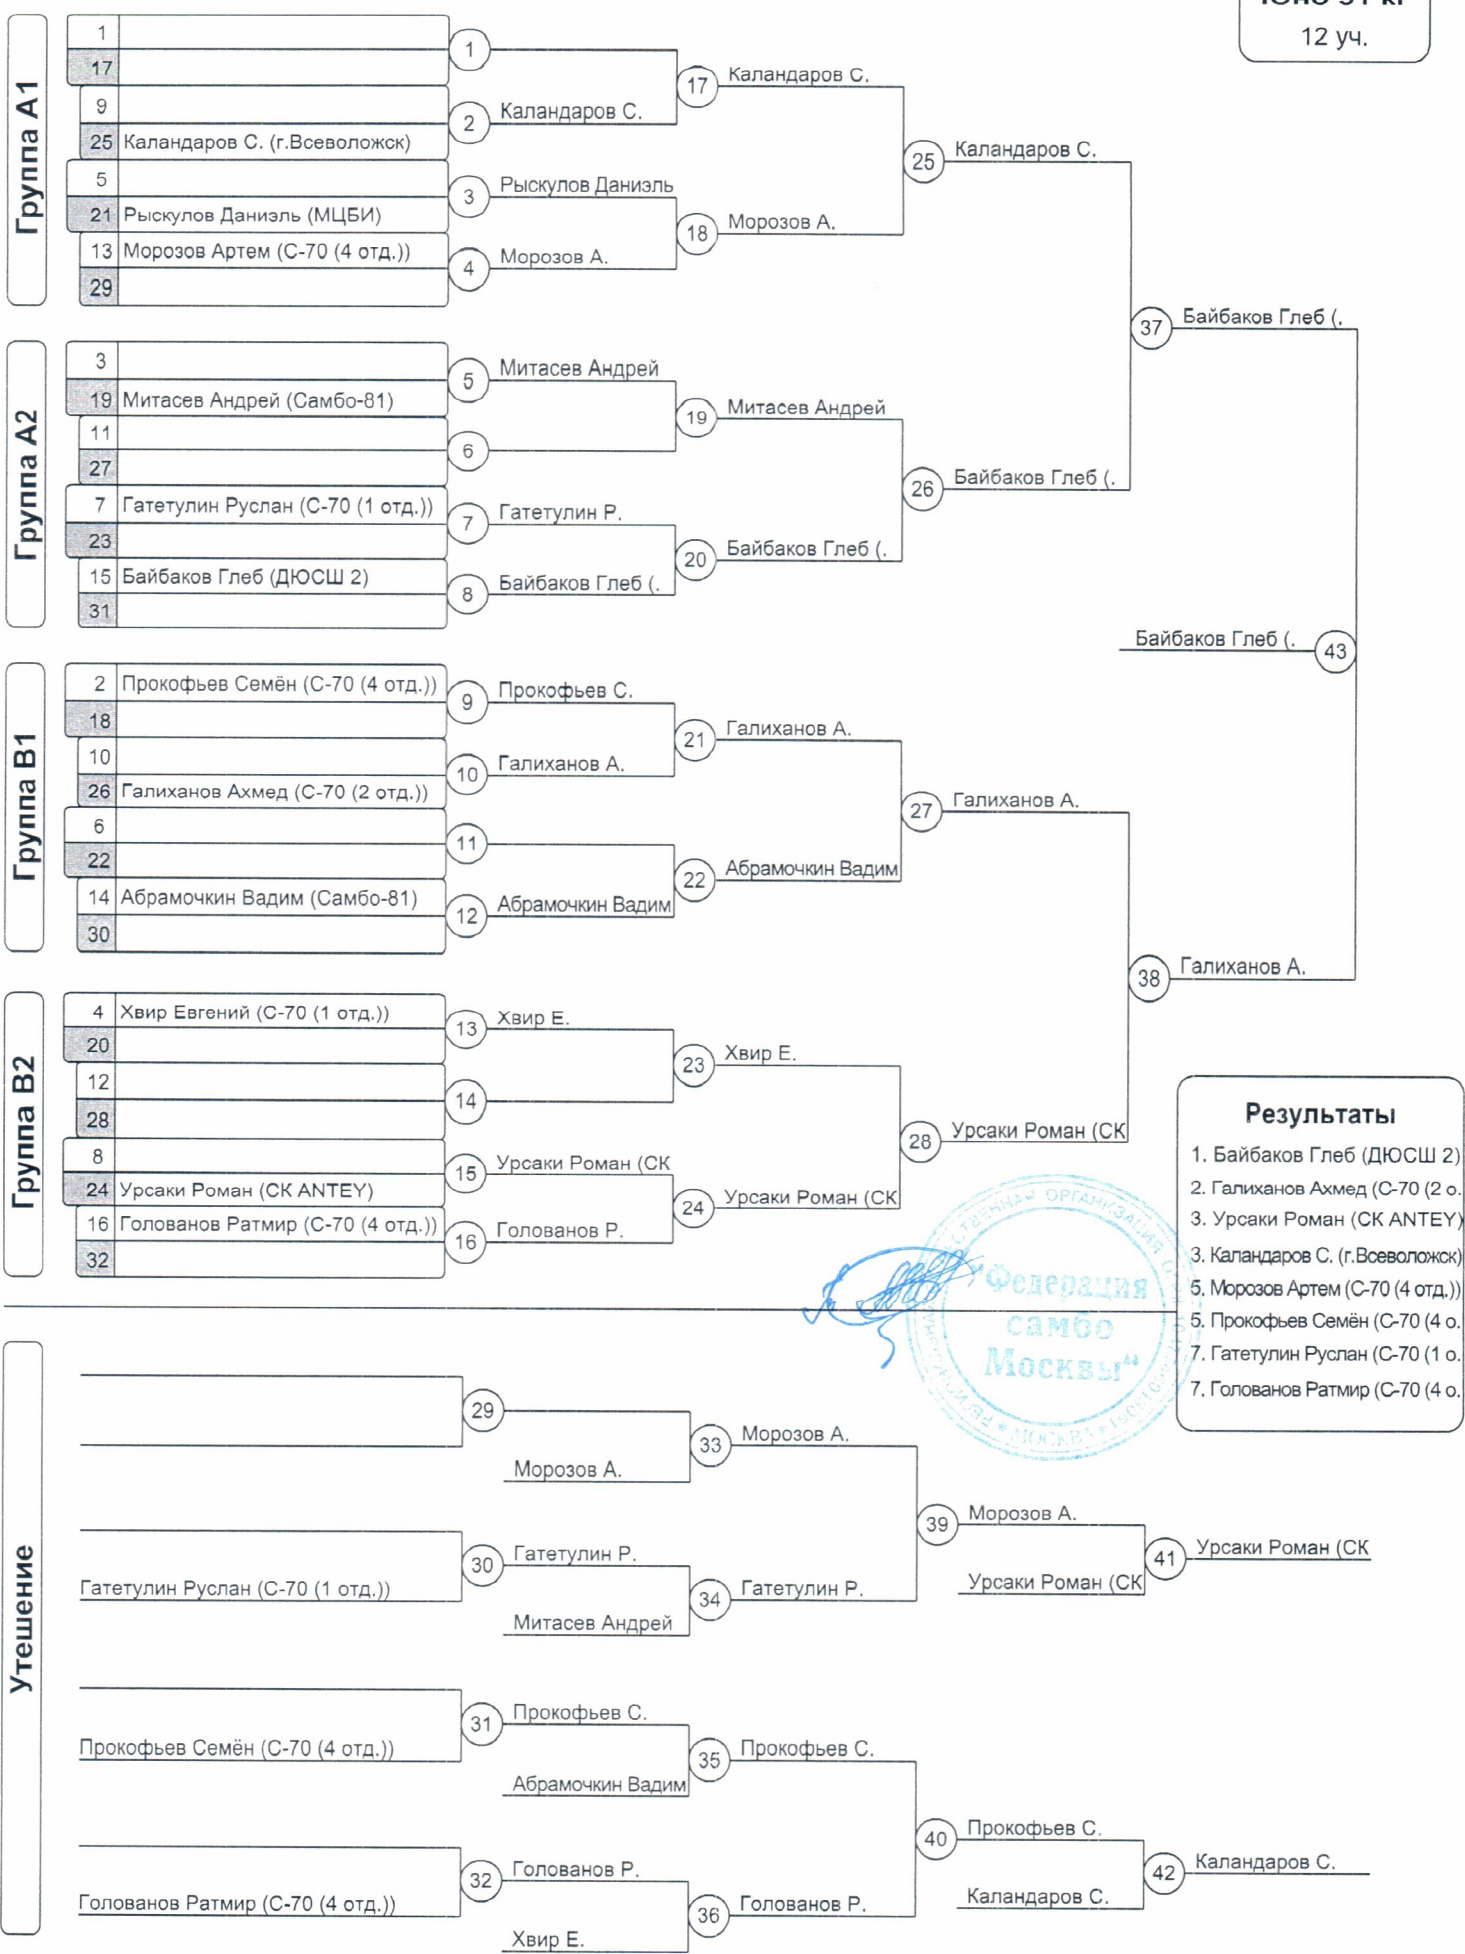 12 уч.
Группа А1
1
17
9
25 Каландаров С. (г.Всеволожск)
5
21 Рыскулов Даниэль (МЦБИ)
13 Морозов Артем (С-70 (4 отд.))
29
1
2 Каландаров С.
3 Рыскулов Даниэль
4 Морозов А.
17 Каландаров С.
18 Морозов А.
25 Каландаров С.
Группа А2
3
19 Митасев Андрей (Самбо-81)
11
27
7 Гатетулин Руслан (С-70 (1 отд.))
23
15 Байбаков Глеб (ДЮСШ 2)
31
5 Митасев Андрей
6
7 Гатетулин Р.
8 Байбаков Глеб (.
19 Митасев Андрей
20 Байбаков Глеб (.
26 Байбаков Глеб (.
37 Байбаков Глеб (.
Байбаков Глеб (. 43
Группа В1
2 Прокофьев Семён (С-70 (4 отд.))
18
10
26 Галиханов Ахмед (С-70 (2 отд.))
6
22
14 Абрамочкин Вадим (Самбо-81)
30
9 Прокофьев С.
10 Галиханов А.
11
12 Абрамочкин Вадим
21 Галиханов А.
22 Абрамочкин Вадим
27 Галиханов А.
38 Галиханов А.
Группа В2
4 Хвир Евгений (С-70 (1 отд.))
20
12
28
8
24 Урсаки Роман (СК ANTEY)
16 Голованов Ратмир (С-70 (4 отд.))
32
13 Хвир Е.
14
15 Урсаки Роман (СК
16 Голованов Р.
23 Хвир Е.
24 Урсаки Роман (СК
28 Урсаки Роман (СК
Результаты
1. Байбаков Глеб (ДЮСШ 2)
2. Галиханов Ахмед (С-70 (2 о.
3. Урсаки Роман (СК ANTEY)
3. Каландаров С. (г.Всеволожск)
5. Морозов Артем (С-70 (4 отд.))
5. Прокофьев Семён (С-70 (4 о.
7. Гатетулин Руслан (С-70 (1 о.
7. Голованов Ратмир (С-70 (4 о.
"Федерация
самбо
Москвы"
ОРГАНИЗАЦИЯ
МОСКВА
Утешение
29
Морозов А.
33 Морозов А.
Гатетулин Руслан (С-70 (1 отд.))
30 Гатетулин Р.
Митасев Андрей
34 Гатетулин Р.
39 Морозов А.
Урсаки Роман (СК
41 Урсаки Роман (СК
Прокофьев Семён (С-70 (4 отд.))
31 Прокофьев С.
Абрамочкин Вадим
35 Прокофьев С.
Голованов Ратмир (С-70 (4 отд.))
32 Голованов Р.
Хвир Е.
36 Голованов Р.
40 Прокофьев С.
Каландаров С.
42 Каландаров С.